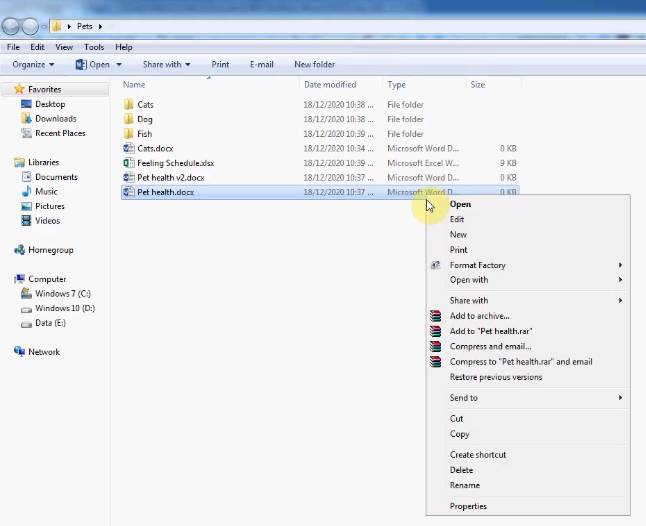 Pets
File Edit View Tools Help
Organize Open Share with Print E-mail New folder
Name Date modified Type Size
Favorites
Desktop
Downloads
Recent Places
Libraries
Documents
Music
Pictures
Videos
Homegroup
Computer
Windows 7 (C:)
Windows 10 (D:)
Data (E:)
Network
Cats 18/12/2020 10:38 ... File folder
Dog 18/12/2020 10:38 ... File folder
Fish 18/12/2020 10:39 ... File folder
Cats.docx 18/12/2020 10:34 ... Microsoft Word D... 0 KB
Feeling Schedule.xlsx 18/12/2020 10:39 ... Microsoft Excel W... 9 KB
Pet health v2.docx 18/12/2020 10:37 ... Microsoft Word D... 0 KB
Pet health.docx 18/12/2020 10:37 ... Microsoft Word D... 0 KB
Open
Edit
New
Print
Format Factory
Open with
Share with
Add to archive...
Add to "Pet health.rar"
Compress and email...
Compress to "Pet health.rar" and email
Restore previous versions
Send to
Cut
Copy
Create shortcut
Delete
Rename
Properties